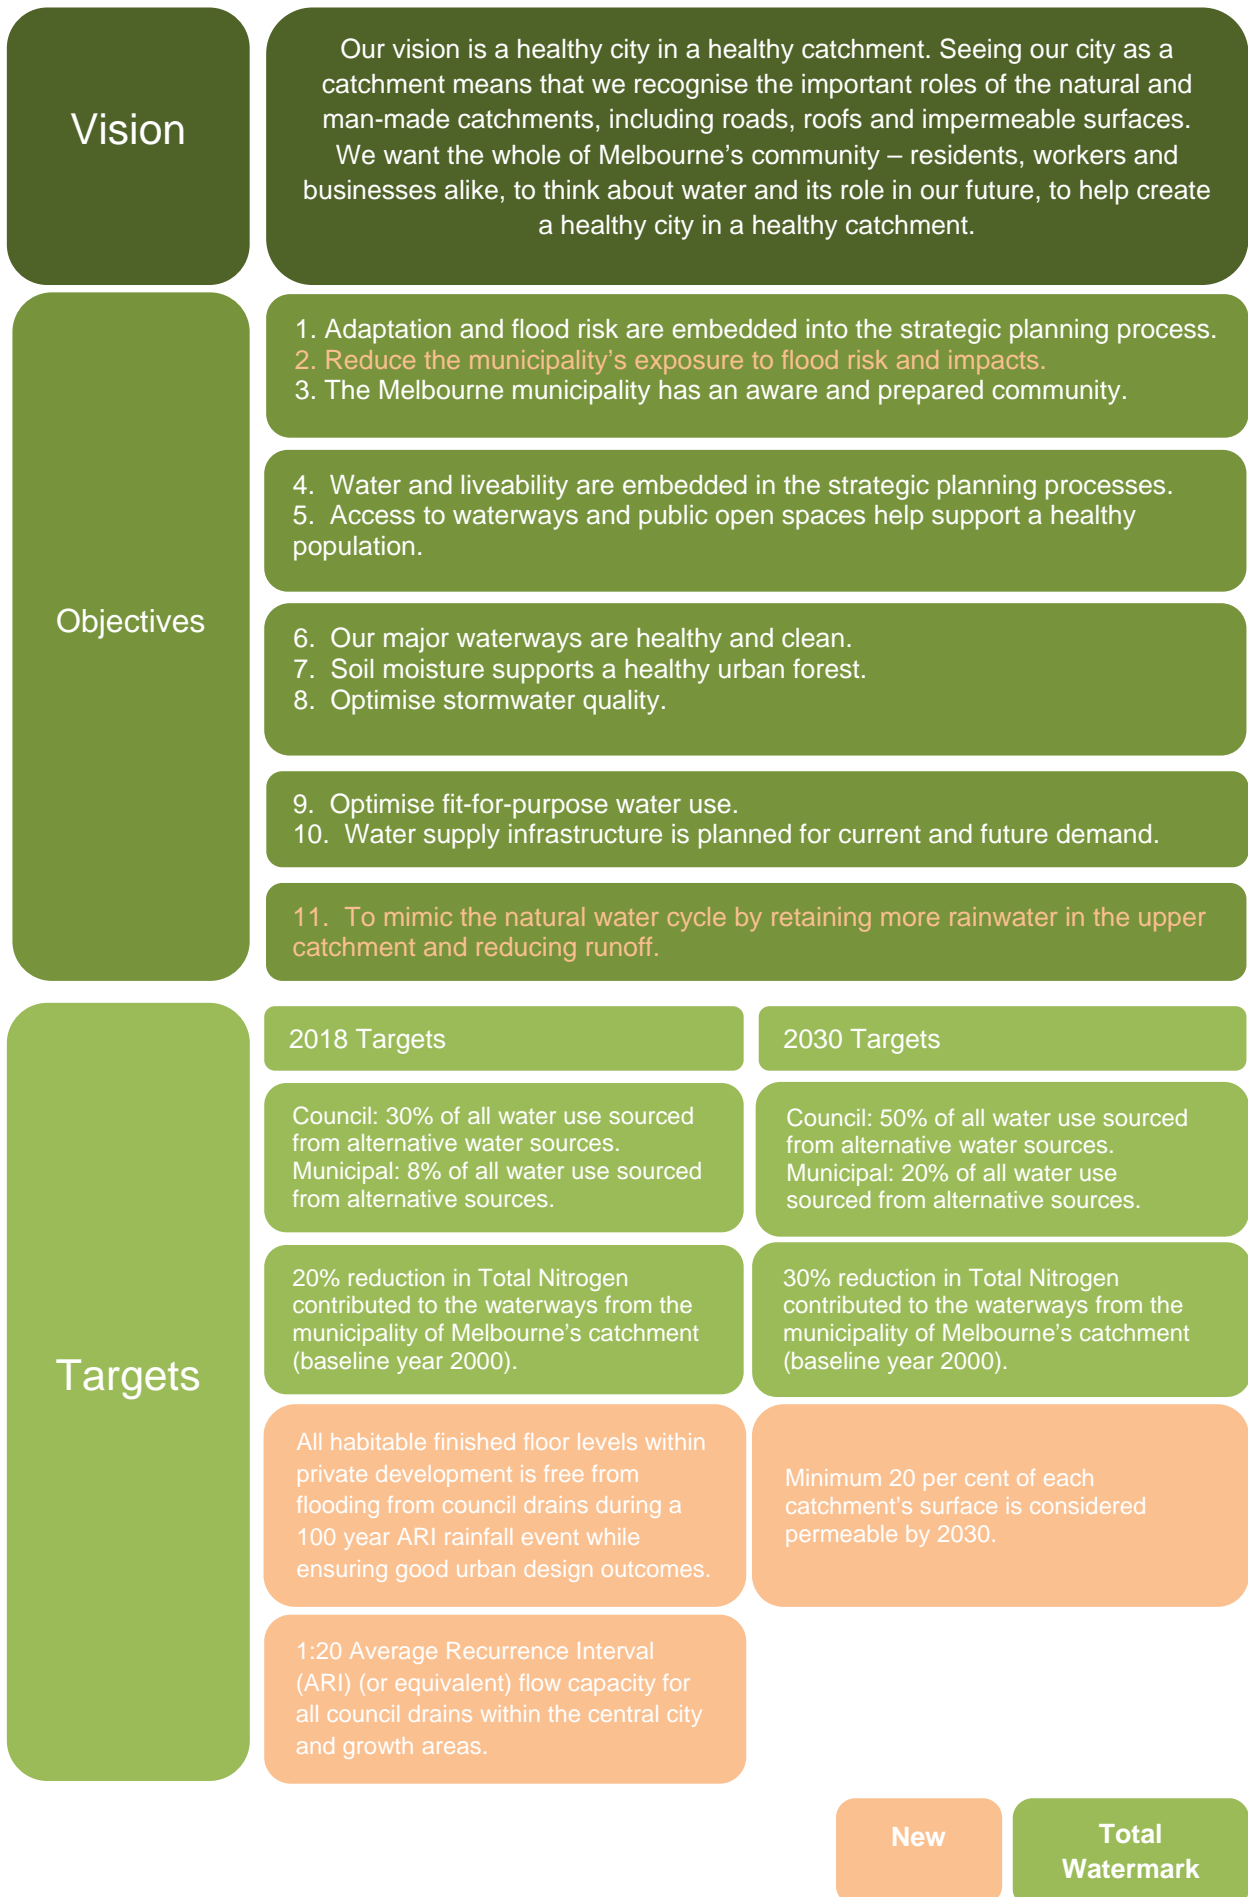 Vision
Our vision is a healthy city in a healthy catchment. Seeing our city as a
catchment means that we recognise the important roles of the natural and
man-made catchments, including roads, roofs and impermeable surfaces.
We want the whole of Melbourne's community – residents, workers and
businesses alike, to think about water and its role in our future, to help create
a healthy city in a healthy catchment.
Objectives
1. Adaptation and flood risk are embedded into the strategic planning process.
2. Reduce the municipality's exposure to flood risk and impacts.
3. The Melbourne municipality has an aware and prepared community.
4. Water and liveability are embedded in the strategic planning processes.
5. Access to waterways and public open spaces help support a healthy
population.
6. Our major waterways are healthy and clean.
7. Soil moisture supports a healthy urban forest.
8. Optimise stormwater quality.
9. Optimise fit-for-purpose water use.
10. Water supply infrastructure is planned for current and future demand.
11. To mimic the natural water cycle by retaining more rainwater in the upper
catchment and reducing runoff.
Targets
2018 Targets
2030 Targets
Council: 30% of all water use sourced
from alternative water sources.
Municipal: 8% of all water use sourced
from alternative sources.
Council: 50% of all water use sourced
from alternative water sources.
Municipal: 20% of all water use
sourced from alternative sources.
20% reduction in Total Nitrogen
contributed to the waterways from the
municipality of Melbourne's catchment
(baseline year 2000).
30% reduction in Total Nitrogen
contributed to the waterways from the
municipality of Melbourne's catchment
(baseline year 2000).
All habitable finished floor levels within
private development is free from
flooding from council drains during a
100 year ARI rainfall event while
ensuring good urban design outcomes.
Minimum 20 per cent of each
catchment's surface is considered
permeable by 2030.
1:20 Average Recurrence Interval
(ARI) (or equivalent) flow capacity for
all council drains within the central city
and growth areas.
New
Total
Watermark